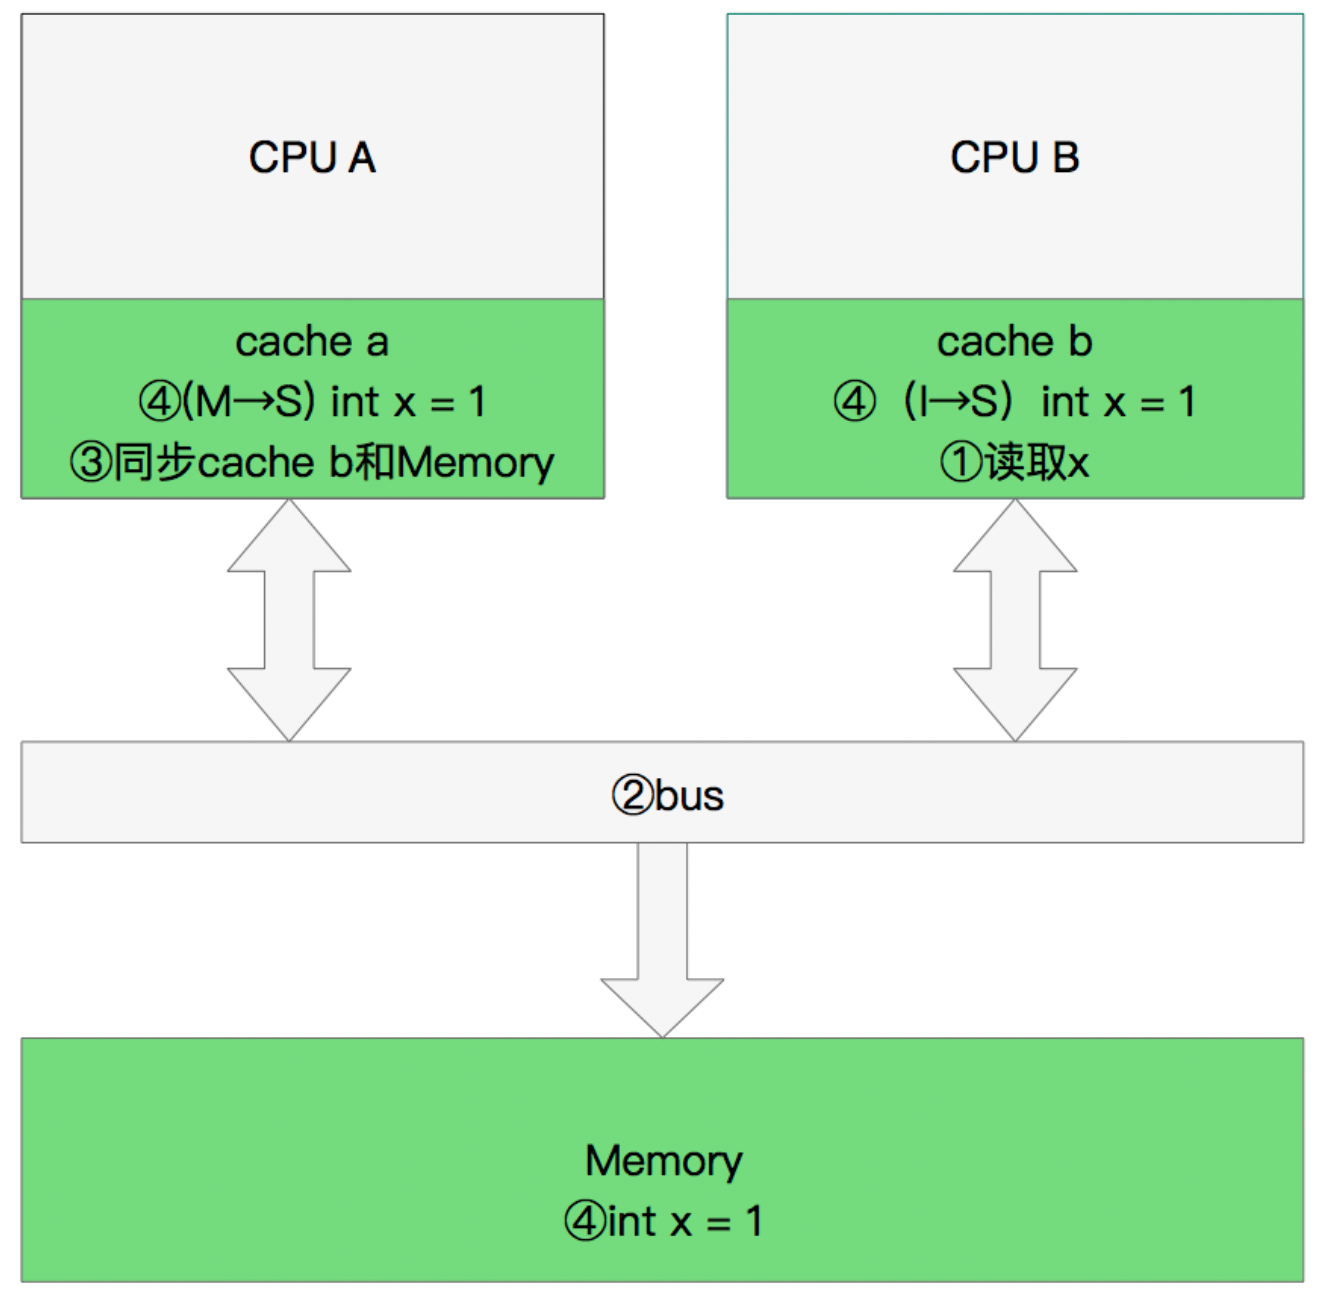 CPU A
cache a
④(M→S) int x = 1
③同步cache b和Memory
CPU B
cache b
④（I→S）int x = 1
①读取x
②bus
Memory
④int x = 1